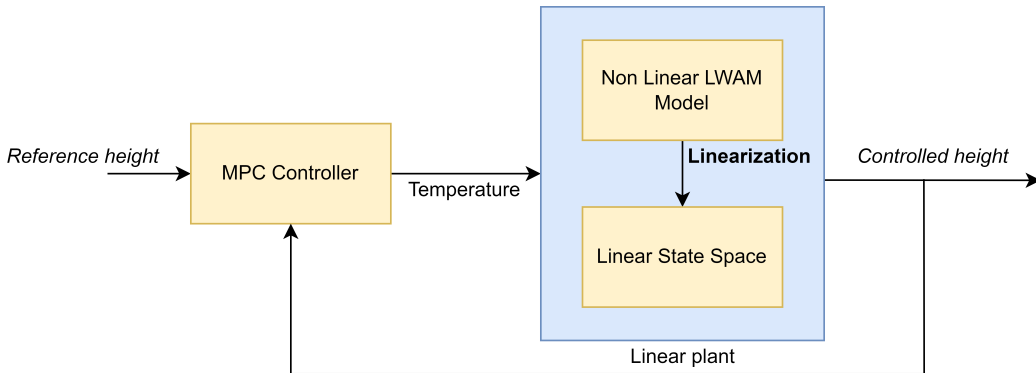 Reference height
MPC Controller
Temperature
Non Linear LWAM
Model
Linearization
Linear State Space
Linear plant
Controlled height